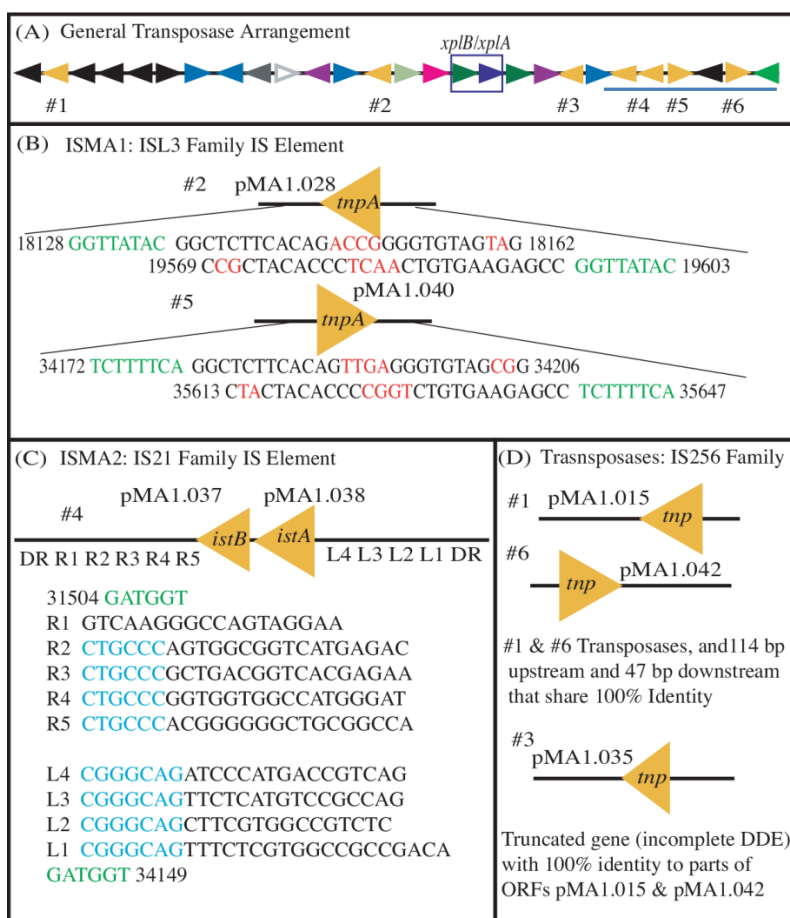 (A) General Transposase Arrangement
xplB/xplA
#1 #2 #3 #4 #5 #6
(B) ISMA1: ISL3 Family IS Element
#2 pMA1.028
tnpA
18128 GGTTATAC GGCTCTTCACAGACCGGGGTGTAGTAG 18162
19569 CCGCTACACCCTCAACTGTGAAGAGCC GGTTATAC 19603
#5 pMA1.040
tnpA
34172 TCTTTTCA GGCTCTTCACAGTTGAGGGTGTAGCGG 34206
35613 CTACTACACCCCGGTCTGTGAAGAGCC TCTTTTCA 35647
(C) ISMA2: IS21 Family IS Element
pMA1.037 pMA1.038
#4
istB istA
DR R1 R2 R3 R4 R5 L4 L3 L2 L1 DR
31504 GATGGT
R1 GTCAAGGGCCAGTAGGAA
R2 CTGCCCAGTGGCGGTCATGAGAC
R3 CTGCCCGCTGACGGTCACGAGAA
R4 CTGCCCGGTGGTGGCCATGGGAT
R5 CTGCCCACGGGGGGCTGCGGCCA
L4 CGGGCAGATCCCATGACCGTCAG
L3 CGGGCAGTTCTCATGTCCGCCAG
L2 CGGGCAGCTTCGTGGCCGTCTC
L1 CGGGCAGTTTCTCGTGGCCGCCGACA
GATGGT 34149
(D) Trasnsposases: IS256 Family
#1 pMA1.015
tnp
#6
tnp pMA1.042
#1 & #6 Transposases, and114 bp
upstream and 47 bp downstream
that share 100% Identity
#3
pMA1.035
tnp
Truncated gene (incomplete DDE)
with 100% identity to parts of
ORFs pMA1.015 & pMA1.042